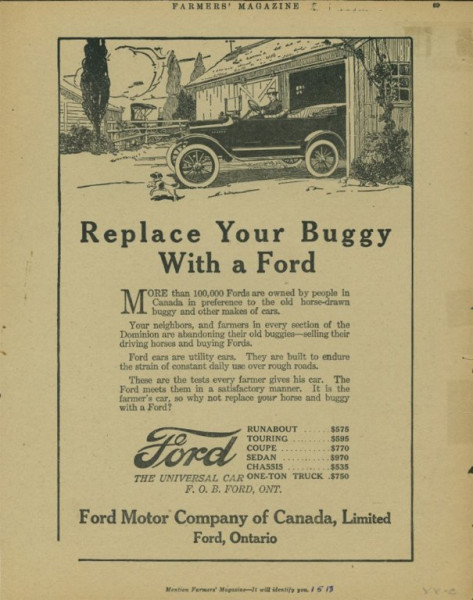 FARMERS' MAGAZINE
69
Replace Your Buggy
With a Ford
MORE than 100,000 Fords are owned by people in
Canada in preference to the old horse-drawn
buggy and other makes of cars.
Your neighbors, and farmers in every section of the
Dominion are abandoning their old buggies—selling their
driving horses and buying Fords.
Ford cars are utility cars. They are built to endure
the strain of constant daily use over rough roads.
These are the tests every farmer gives his car. The
Ford meets them in a satisfactory manner. It is the
farmer's car, so why not replace your horse and buggy
with a Ford?
Ford
THE UNIVERSAL CAR
RUNABOUT ...... $575
TOURING ........ $595
COUPE .......... $770
SEDAN .......... $970
CHASSIS ........ $535
ONE-TON TRUCK .$750
F. O. B. FORD, ONT.
Ford Motor Company of Canada, Limited
Ford, Ontario
Mention Farmers' Magazine—It will identify you.
VV-C